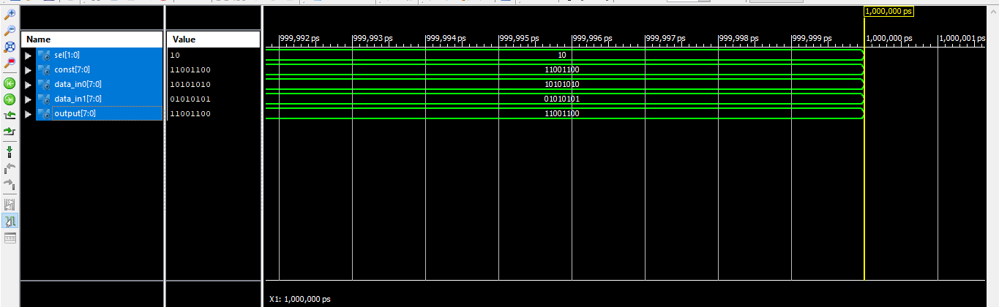 1,000,000 ps
Name Value
999,992 ps 999,993 ps 999,994 ps 999,995 ps 999,996 ps 999,997 ps 999,998 ps 999,999 ps 1,000,000 ps 1,000,001 ps
sel[1:0] 10 10
const[7:0] 11001100 11001100
data_in0[7:0] 10101010 10101010
data_in1[7:0] 01010101 01010101
output[7:0] 11001100 11001100
X1: 1,000,000 ps